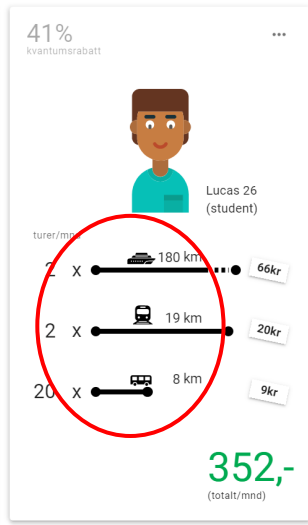 41%
kvantumsrabatt
Lucas 26
(student)
turer/mnd
2 x 180 km 66kr
2 x 19 km 20kr
20 x 8 km 9kr
352,-
(totalt/mnd)